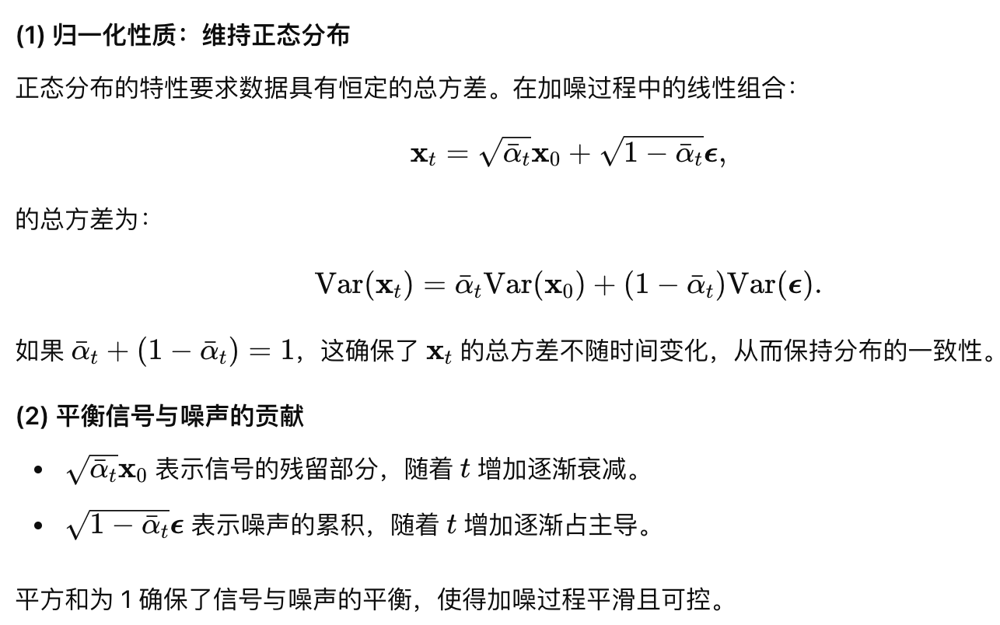 (1) 归一化性质：维持正态分布
正态分布的特性要求数据具有恒定的总方差。在加噪过程中的线性组合：
$\mathbf{x}_t = \sqrt{\bar{\alpha}_t}\mathbf{x}_0 + \sqrt{1 - \bar{\alpha}_t}\boldsymbol{\epsilon},$
的总方差为：
$\mathrm{Var}(\mathbf{x}_t) = \bar{\alpha}_t \mathrm{Var}(\mathbf{x}_0) + (1 - \bar{\alpha}_t)\mathrm{Var}(\boldsymbol{\epsilon}).$
如果 $\bar{\alpha}_t + (1 - \bar{\alpha}_t) = 1$，这确保了 $\mathbf{x}_t$ 的总方差不随时间变化，从而保持分布的一致性。
(2) 平衡信号与噪声的贡献
• $\sqrt{\bar{\alpha}_t}\mathbf{x}_0$ 表示信号的残留部分，随着 $t$ 增加逐渐衰减。
• $\sqrt{1 - \bar{\alpha}_t}\boldsymbol{\epsilon}$ 表示噪声的累积，随着 $t$ 增加逐渐占主导。
平方和为 1 确保了信号与噪声的平衡，使得加噪过程平滑且可控。